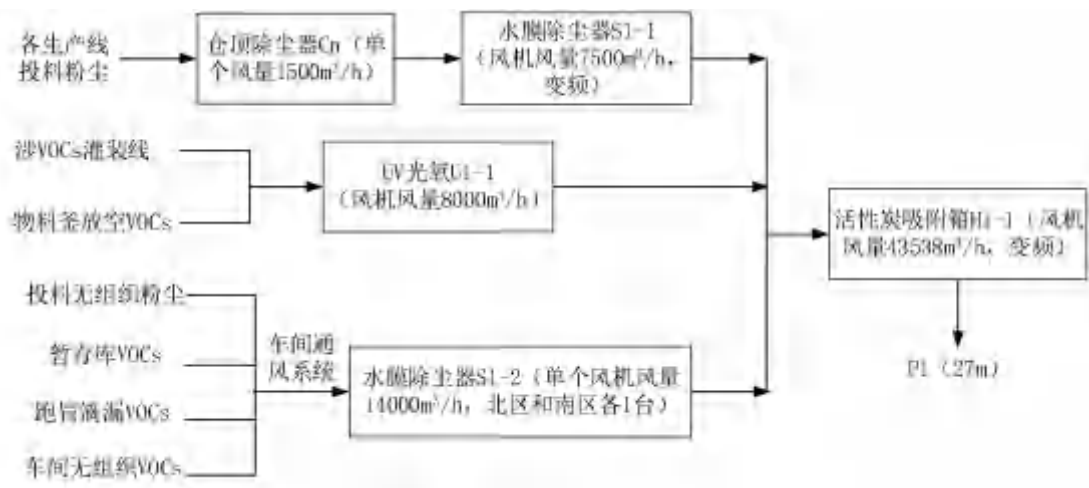 各生产线
投料粉尘
仓顶除尘器Cn（单
个风量1500m³/h）
水膜除尘器S1-1
（风机风量7500m³/h，
变频）
涉VOCs灌装线
物料釜放空VOCs
UV光氧U1-1
（风机风量8000m³/h）
投料无组织粉尘
暂存库VOCs
跑冒滴漏VOCs
车间无组织VOCs
车间通
风系统
水膜除尘器S1-2（单个风机风量
14000m³/h，北区和南区各1台）
活性炭吸附箱H1-1（风机
风量43538m³/h，变频）
P1（27m）